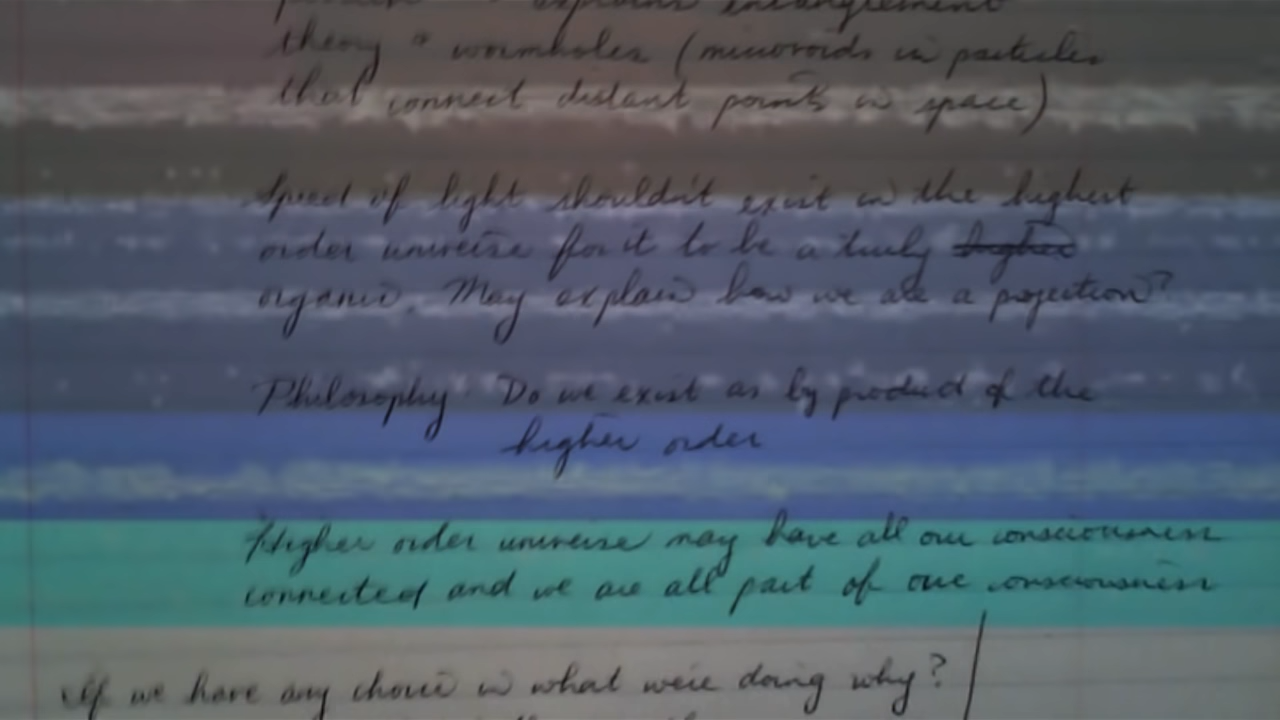 explains entanglement
theory " wormholes (microvoids in particles
that connect distant points in space)
Speed of light shouldn't exist in the highest
order universe for it to be a truly higher
organic. May explain how we are a projection?
Philosophy: Do we exist as by product of the
higher order
Higher order universe may have all our consciousness
connected and we are all part of one consciousness
If we have any choice in what we're doing why?